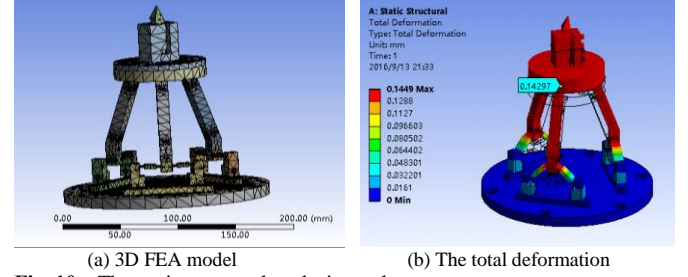 A: Static Structural
Total Deformation
Type: Total Deformation
Unit: mm
Time: 1
2016/9/13 21:33
0.1449 Max
0.1288
0.1127
0.096603
0.080502
0.064402
0.048301
0.032201
0.0161
0 Min
0.14297
0.00
100.00
200.00 (mm)
50.00
150.00
(a) 3D FEA model
(b) The total deformation